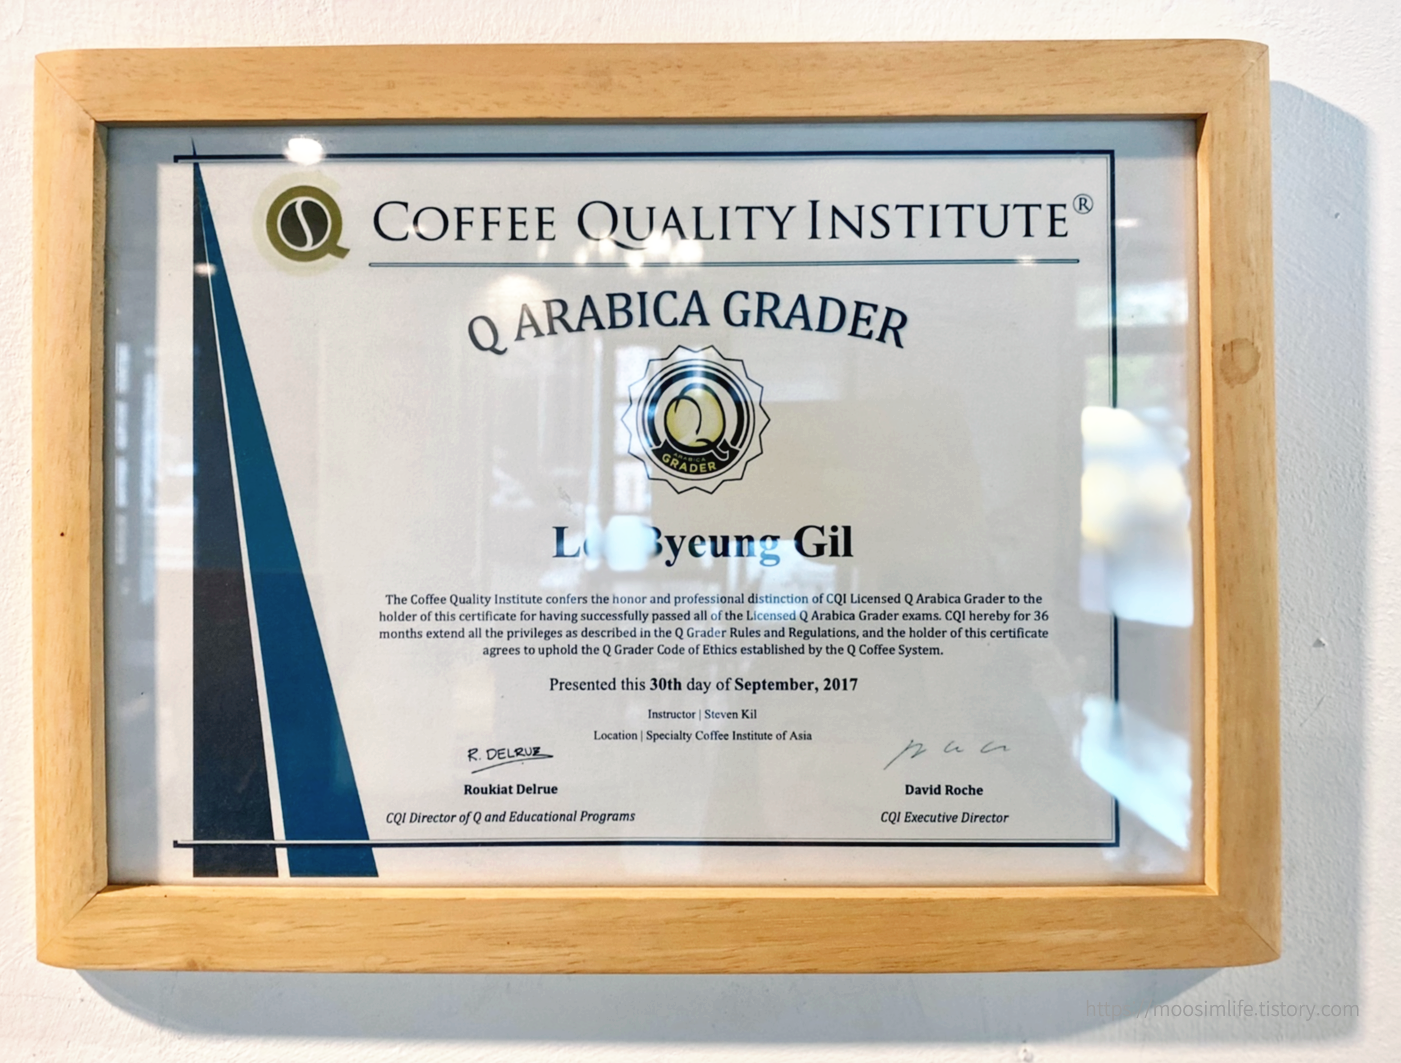 COFFEE QUALITY INSTITUTE®
Q ARABICA GRADER
ARABICA
GRADER
Byeung Gil
The Coffee Quality Institute confers the honor and professional distinction of CQI Licensed Q Arabica Grader to the
holder of this certificate for having successfully passed all of the Licensed Q Arabica Grader exams. CQI hereby for 36
months extend all the privileges as described in the Q Grader Rules and Regulations, and the holder of this certificate
agrees to uphold the Q Grader Code of Ethics established by the Q Coffee System.
Presented this 30th day of September, 2017
Instructor | Steven Kil
Location | Specialty Coffee Institute of Asia
R. DELRUE
Roukiat Delrue
David Roche
CQI Director of Q and Educational Programs
CQI Executive Director
https://moosimlife.tistory.com